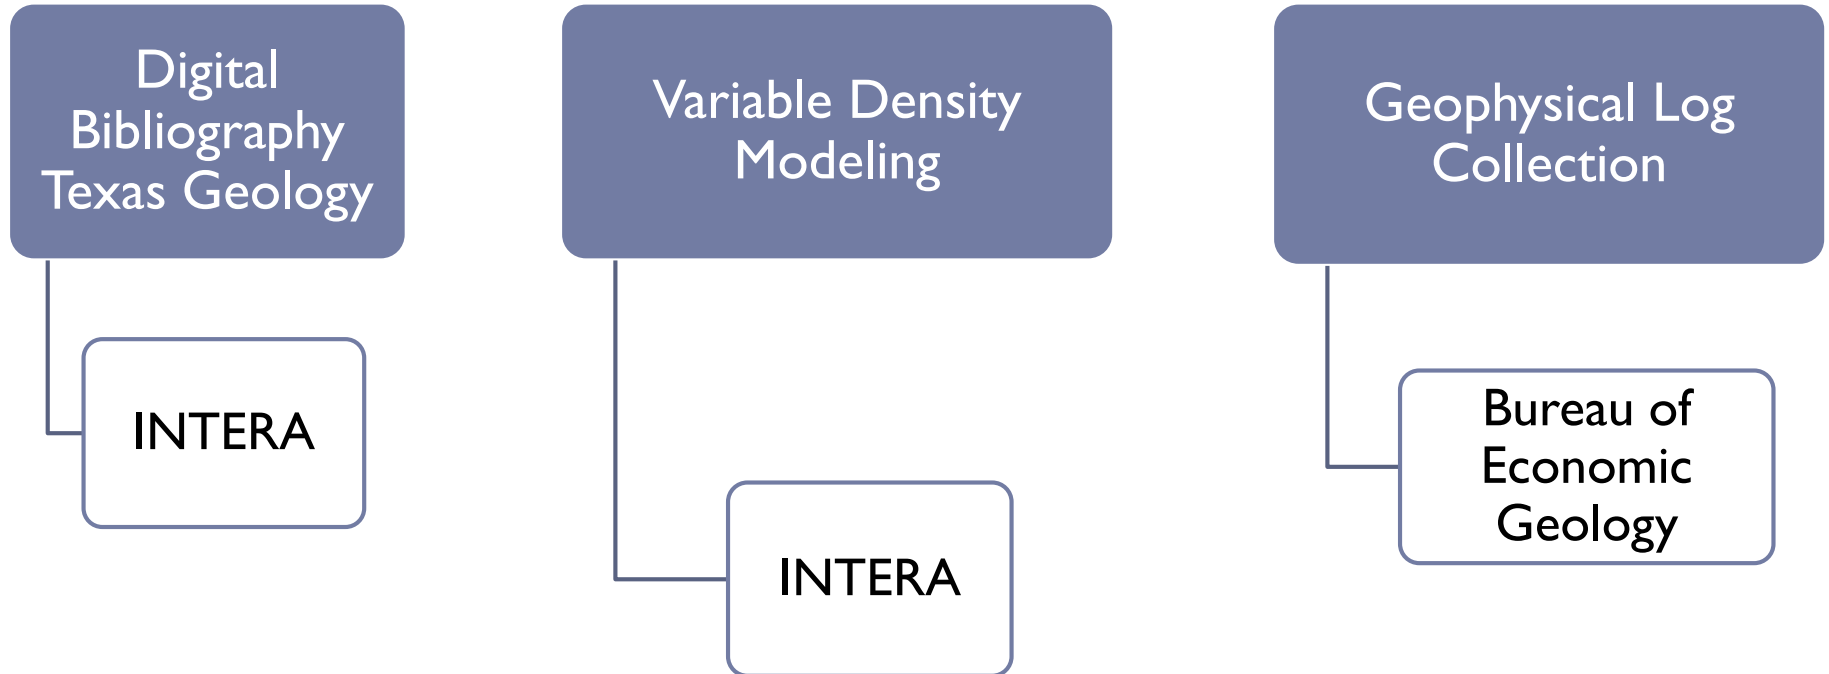 Digital
Bibliography
Texas Geology
Variable Density
Modeling
Geophysical Log
Collection
INTERA
INTERA
Bureau of
Economic
Geology